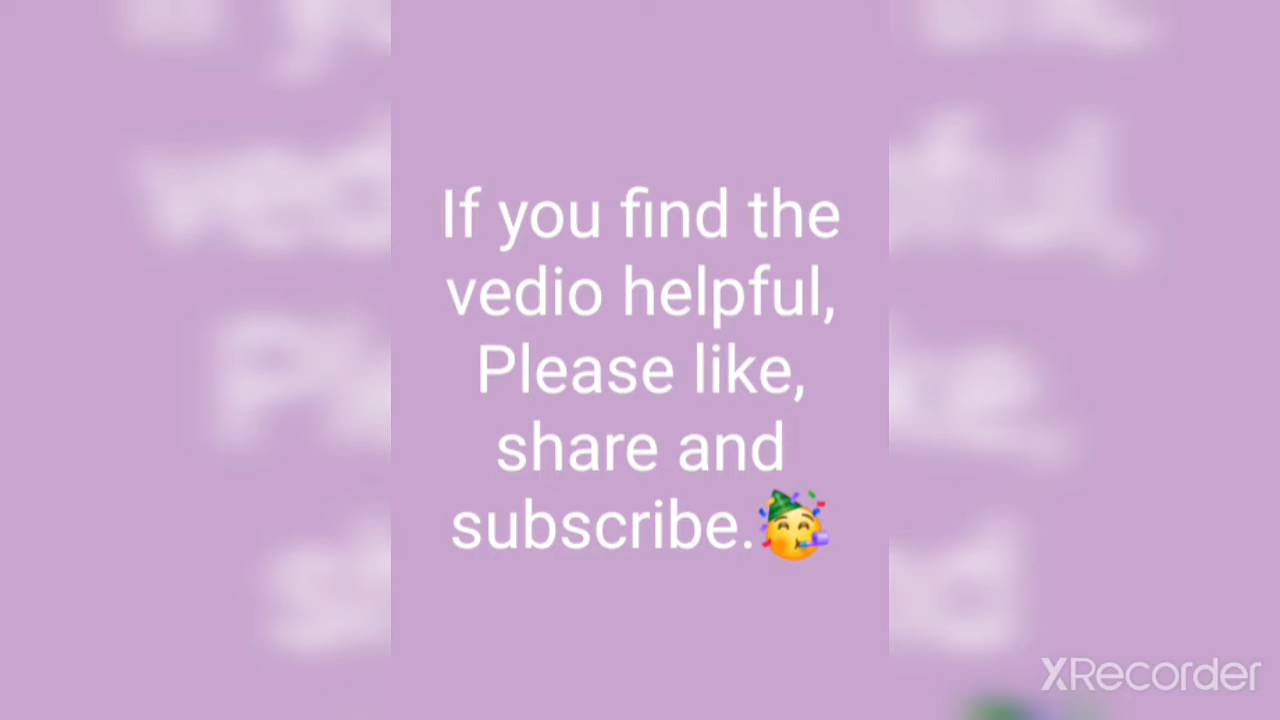 If you find the
vedio helpful,
Please like,
share and
subscribe.🥳
XRecorder